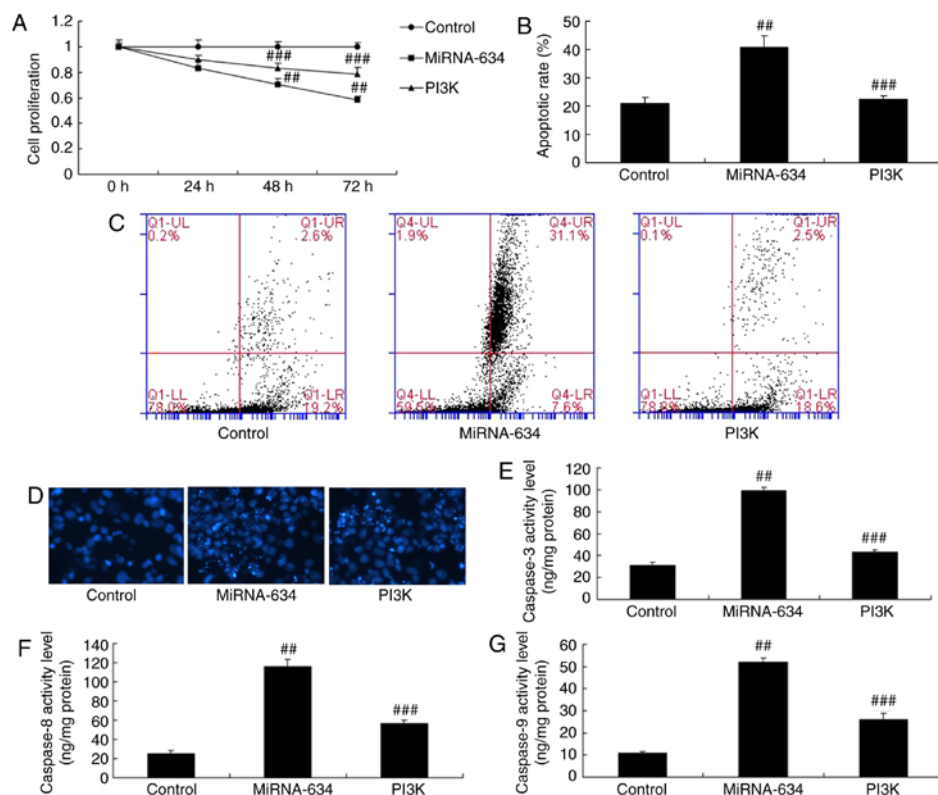 A
Cell proliferation
1.2
1
0.8
0.6
0.4
0.2
0
0 h
24 h
48 h
72 h
###
###
##
##
Control
MiRNA-634
PI3K
B
Apoptotic rate (%)
50
40
30
20
10
0
##
###
Control
MiRNA-634
PI3K
C
Q1-UL
0.2%
Q1-UR
2.6%
Q1-LL
78.0%
Q1-LR
19.2%
Control
Q4-UL
1.9%
Q4-UR
31.1%
Q4-LL
59.5%
Q4-LR
7.6%
MiRNA-634
Q1-UL
0.1%
Q1-UR
2.5%
Q1-LL
Q1-LR
18.6%
PI3K
D
Control
MiRNA-634
PI3K
E
Caspase-3 activity level
(ng/mg protein)
120
100
80
60
40
20
0
##
###
Control
MiRNA-634
PI3K
F
Caspase-8 activity level
(ng/mg protein)
140
120
100
80
60
40
20
0
##
###
Control
MiRNA-634
PI3K
G
Caspase-9 activity level
(ng/mg protein)
60
50
40
30
20
10
0
##
###
Control
MiRNA-634
PI3K